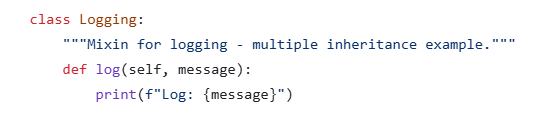 class Logging:
    """Mixin for logging - multiple inheritance example."""
    def log(self, message):
        print(f"Log: {message}")